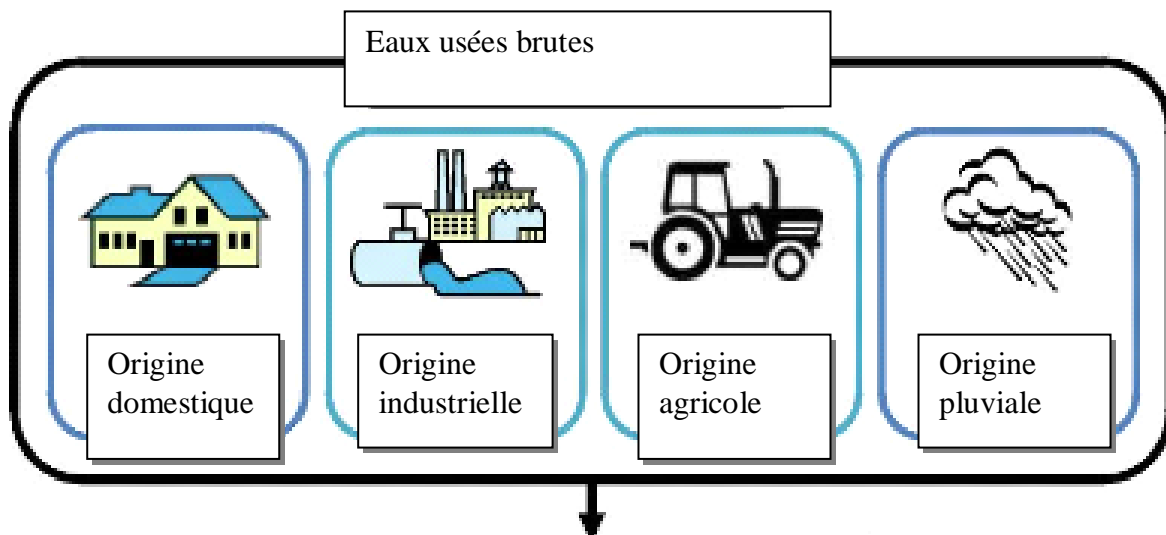 Eaux usées brutes
Origine
domestique
Origine
industrielle
Origine
agricole
Origine
pluviale